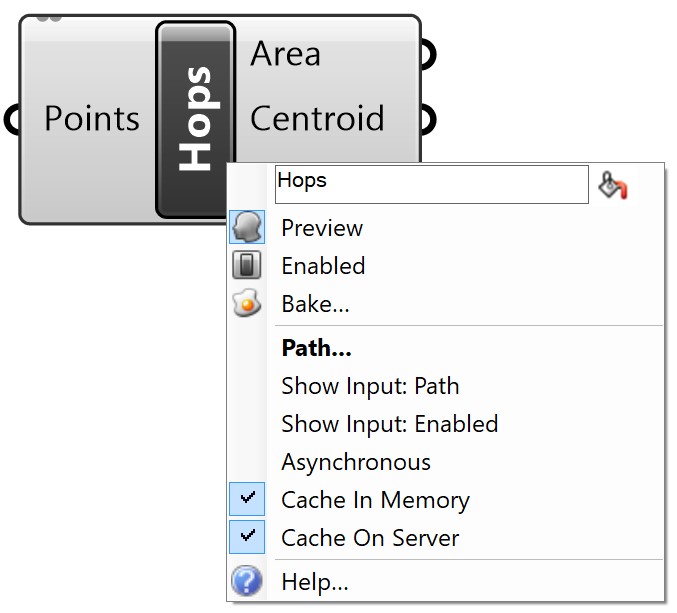 Area
Points
Hops
Centroid
Hops
Preview
Enabled
Bake...
Path...
Show Input: Path
Show Input: Enabled
Asynchronous
Cache In Memory
Cache On Server
Help...